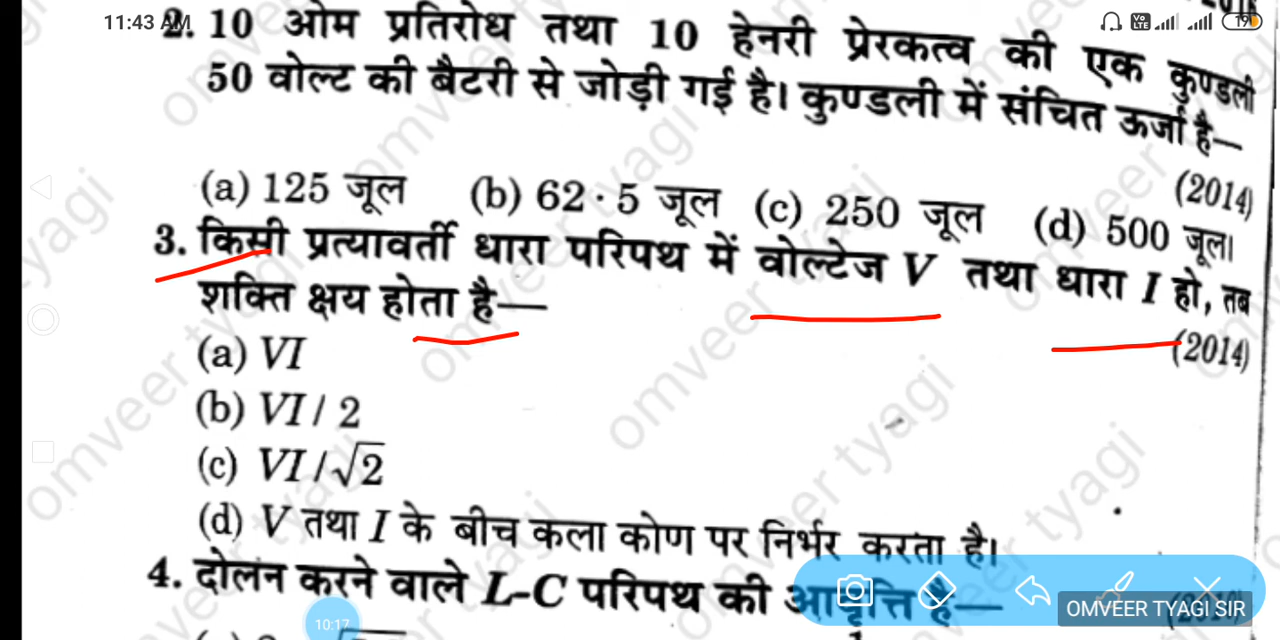 11:43 AM
2. 10 ओम प्रतिरोध तथा 10 हेनरी प्रेरकत्व की एक कुण्डली
50 वोल्ट की बैटरी से जोड़ी गई है। कुण्डली में संचित ऊर्जा है—
(2014)
(a) 125 जूल (b) 62·5 जूल (c) 250 जूल (d) 500 जूल।
3. किसी प्रत्यावर्ती धारा परिपथ में वोल्टेज V तथा धारा I हो, तब
शक्ति क्षय होता है—
(2014)
(a) VI
(b) VI / 2
(c) VI /√2
(d) V तथा I के बीच कला कोण पर निर्भर करता है।
4. दोलन करने वाले L-C परिपथ की आवृत्ति है—
OMVEER TYAGI SIR
10:17
omveer tyagi